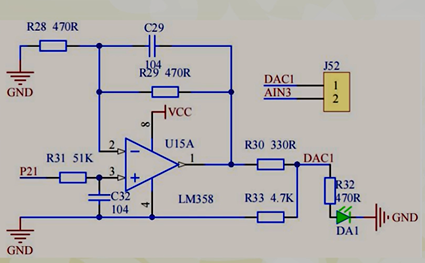 R28 470R
C29
104
GND
R29 470R
VCC
J52
DAC1
1
AIN3
2
8
U15A
2
R31 51K
P21
3
1
R30 330R
DAC1
C32
104
4
LM358
R33 4.7K
R32
470R
DA1
GND
GND